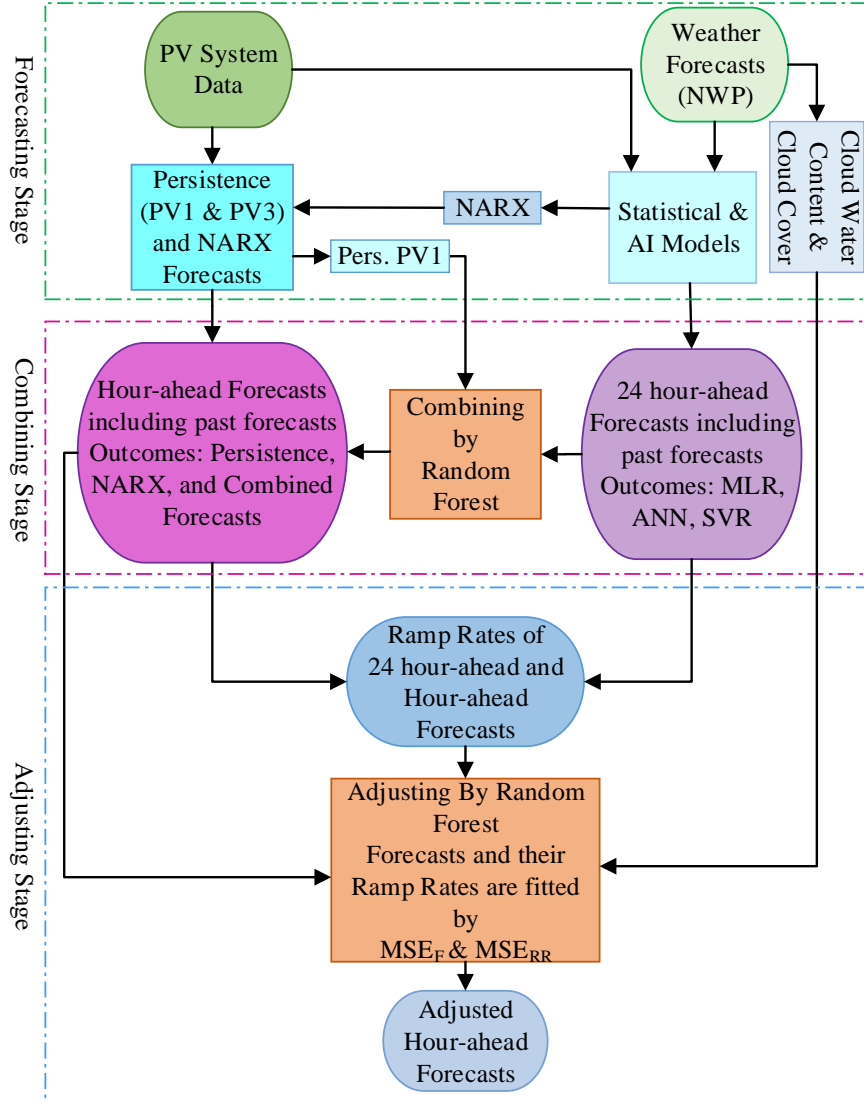 Forecasting Stage
PV System
Data
Weather
Forecasts
(NWP)
Cloud Water
Content &
Cloud Cover
Persistence
(PV1 & PV3)
and NARX
Forecasts
NARX
Statistical &
AI Models
Pers. PV1
Combining Stage
Hour-ahead Forecasts
including past forecasts
Outcomes: Persistence,
NARX, and Combined
Forecasts
Combining
by
Random
Forest
24 hour-ahead
Forecasts including
past forecasts
Outcomes: MLR,
ANN, SVR
Adjusting Stage
Ramp Rates of
24 hour-ahead and
Hour-ahead
Forecasts
Adjusting By Random
Forest
Forecasts and their
Ramp Rates are fitted
by
MSE_F & MSE_RR
Adjusted
Hour-ahead
Forecasts